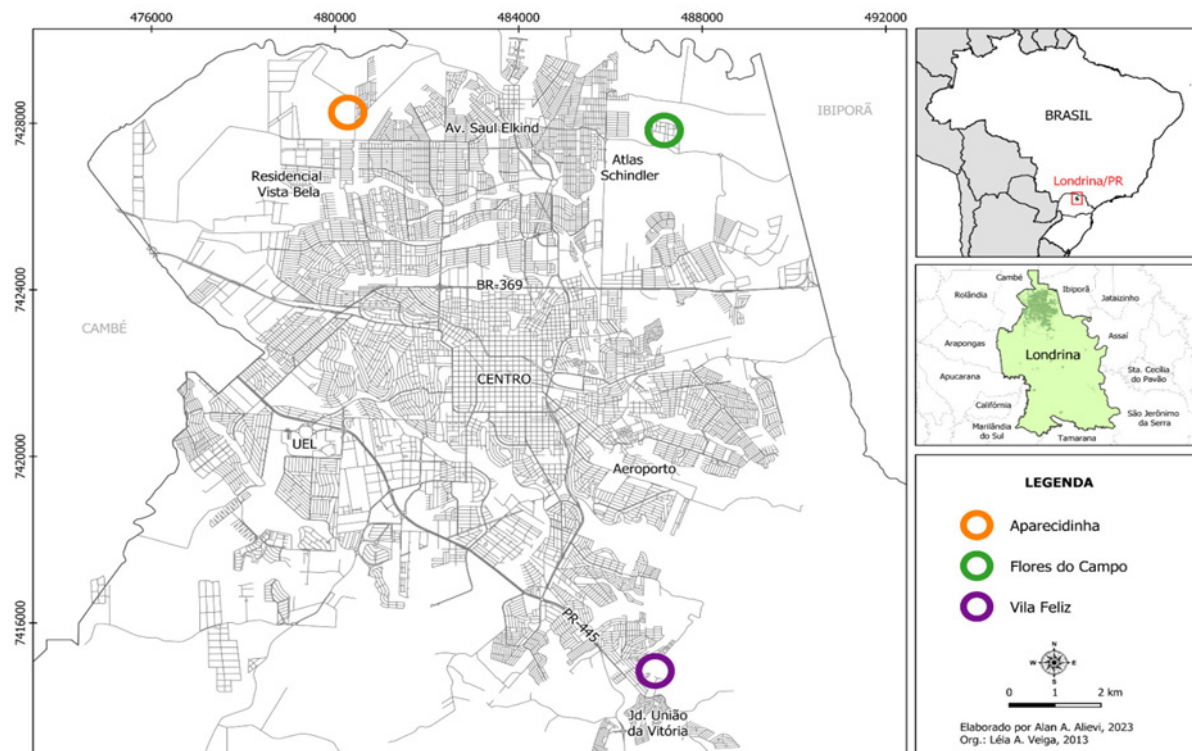 476000
480000
484000
488000
492000
7428000
7424000
7420000
7416000
IBIPORÃ
Av. Saul Elkind
Atlas
Schindler
Residencial
Vista Bela
BR-369
CAMBÉ
CENTRO
UEL
Aeroporto
PR-445
Jd. União
da Vitória
BRASIL
Londrina/PR
Cambé
Ibiporã
Rolândia
Jataizinho
Assaí
Arapongas
Londrina
Apucarana
Sta. Cecília
do Pavão
Califórnia
São Jerônimo
da Serra
Marilândia
do Sul
Tamarana
LEGENDA
Aparecidinha
Flores do Campo
Vila Feliz
N
W
E
S
0 1 2 km
Elaborado por Alan A. Alievi, 2023
Org.: Léia A. Veiga, 2013